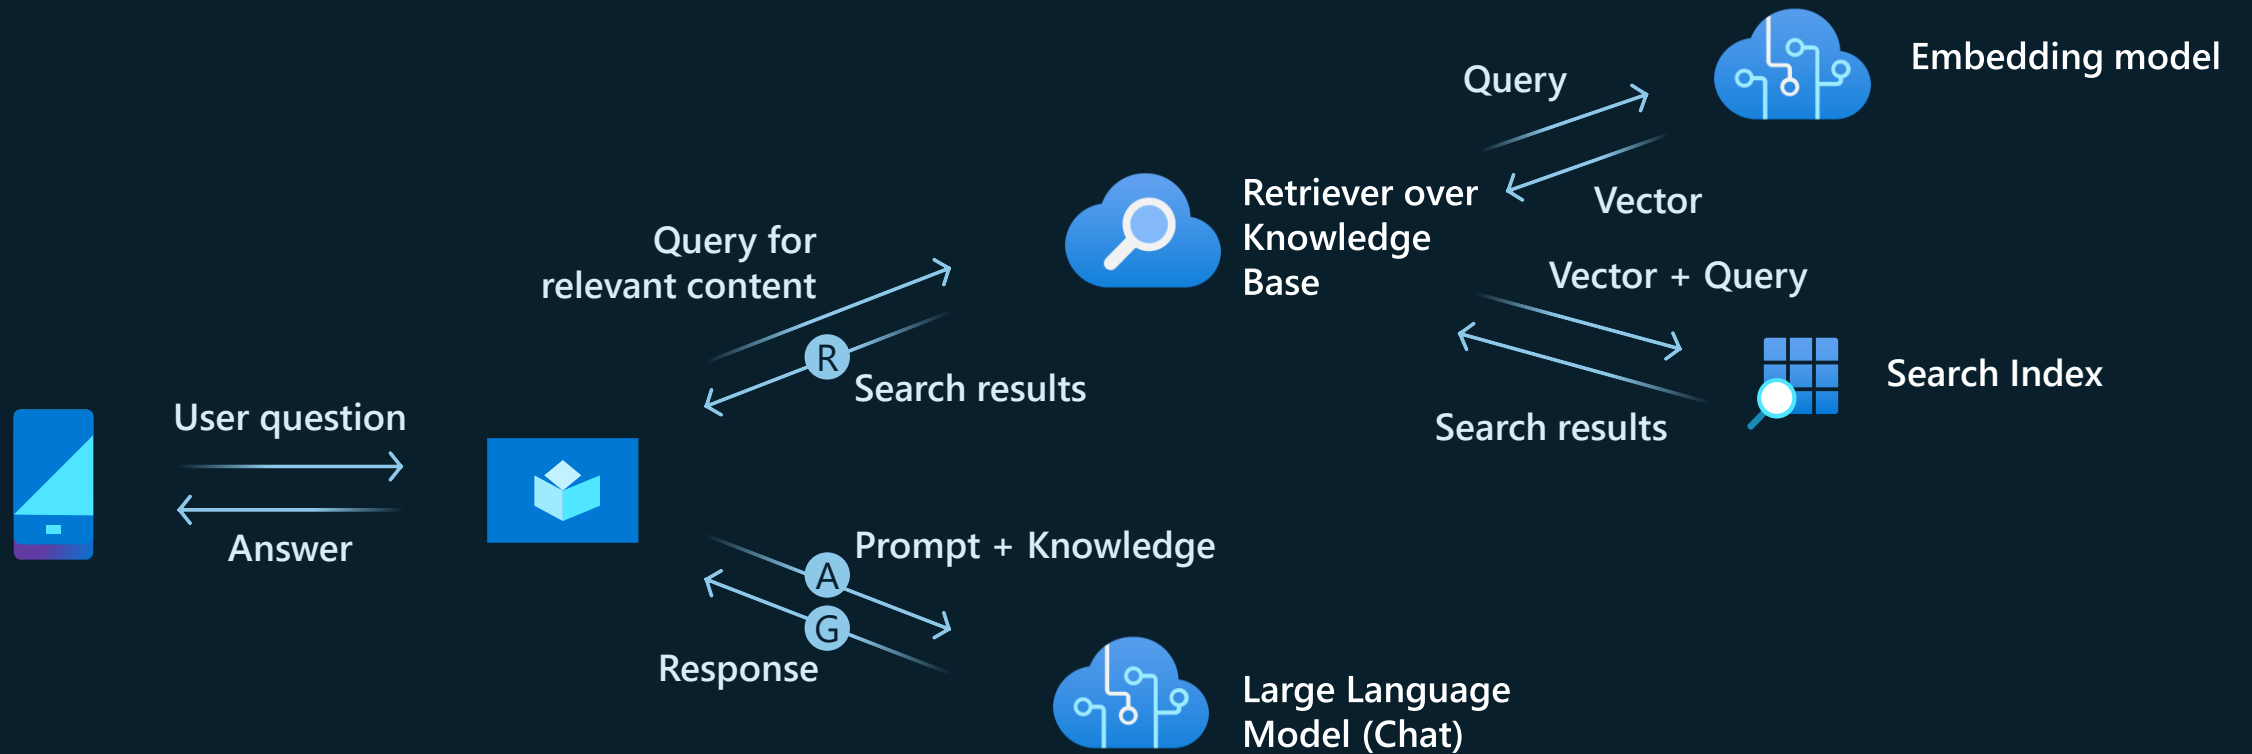 Embedding model
Query
Vector
Retriever over
Knowledge
Base
Query for
relevant content
Vector + Query
R
Search results
Search Index
Search results
User question
Answer
Prompt + Knowledge
A
G
Response
Large Language
Model (Chat)